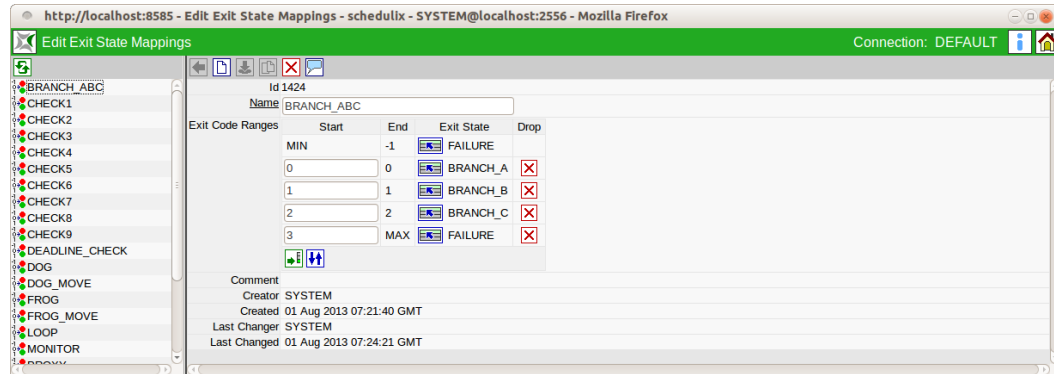 http://localhost:8585 - Edit Exit State Mappings - schedulix - SYSTEM@localhost:2556 - Mozilla Firefox
Edit Exit State Mappings
Connection: DEFAULT
BRANCH_ABC
CHECK1
CHECK2
CHECK3
CHECK4
CHECK5
CHECK6
CHECK7
CHECK8
CHECK9
DEADLINE_CHECK
DOG
DOG_MOVE
FROG
FROG_MOVE
LOOP
MONITOR
Id 1424
Name BRANCH_ABC
Exit Code Ranges Start End Exit State Drop
MIN -1 FAILURE
0 0 BRANCH_A
1 1 BRANCH_B
2 2 BRANCH_C
3 MAX FAILURE
Comment
Creator SYSTEM
Created 01 Aug 2013 07:21:40 GMT
Last Changer SYSTEM
Last Changed 01 Aug 2013 07:24:21 GMT